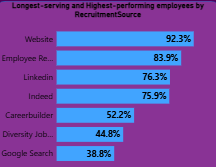 Longest-serving and Highest-performing employees by
RecruitmentSource
Website 92.3%
Employee Re... 83.9%
Linkedin 76.3%
Indeed 75.9%
Careerbuilder 52.2%
Diversity Job... 44.8%
Google Search 38.8%